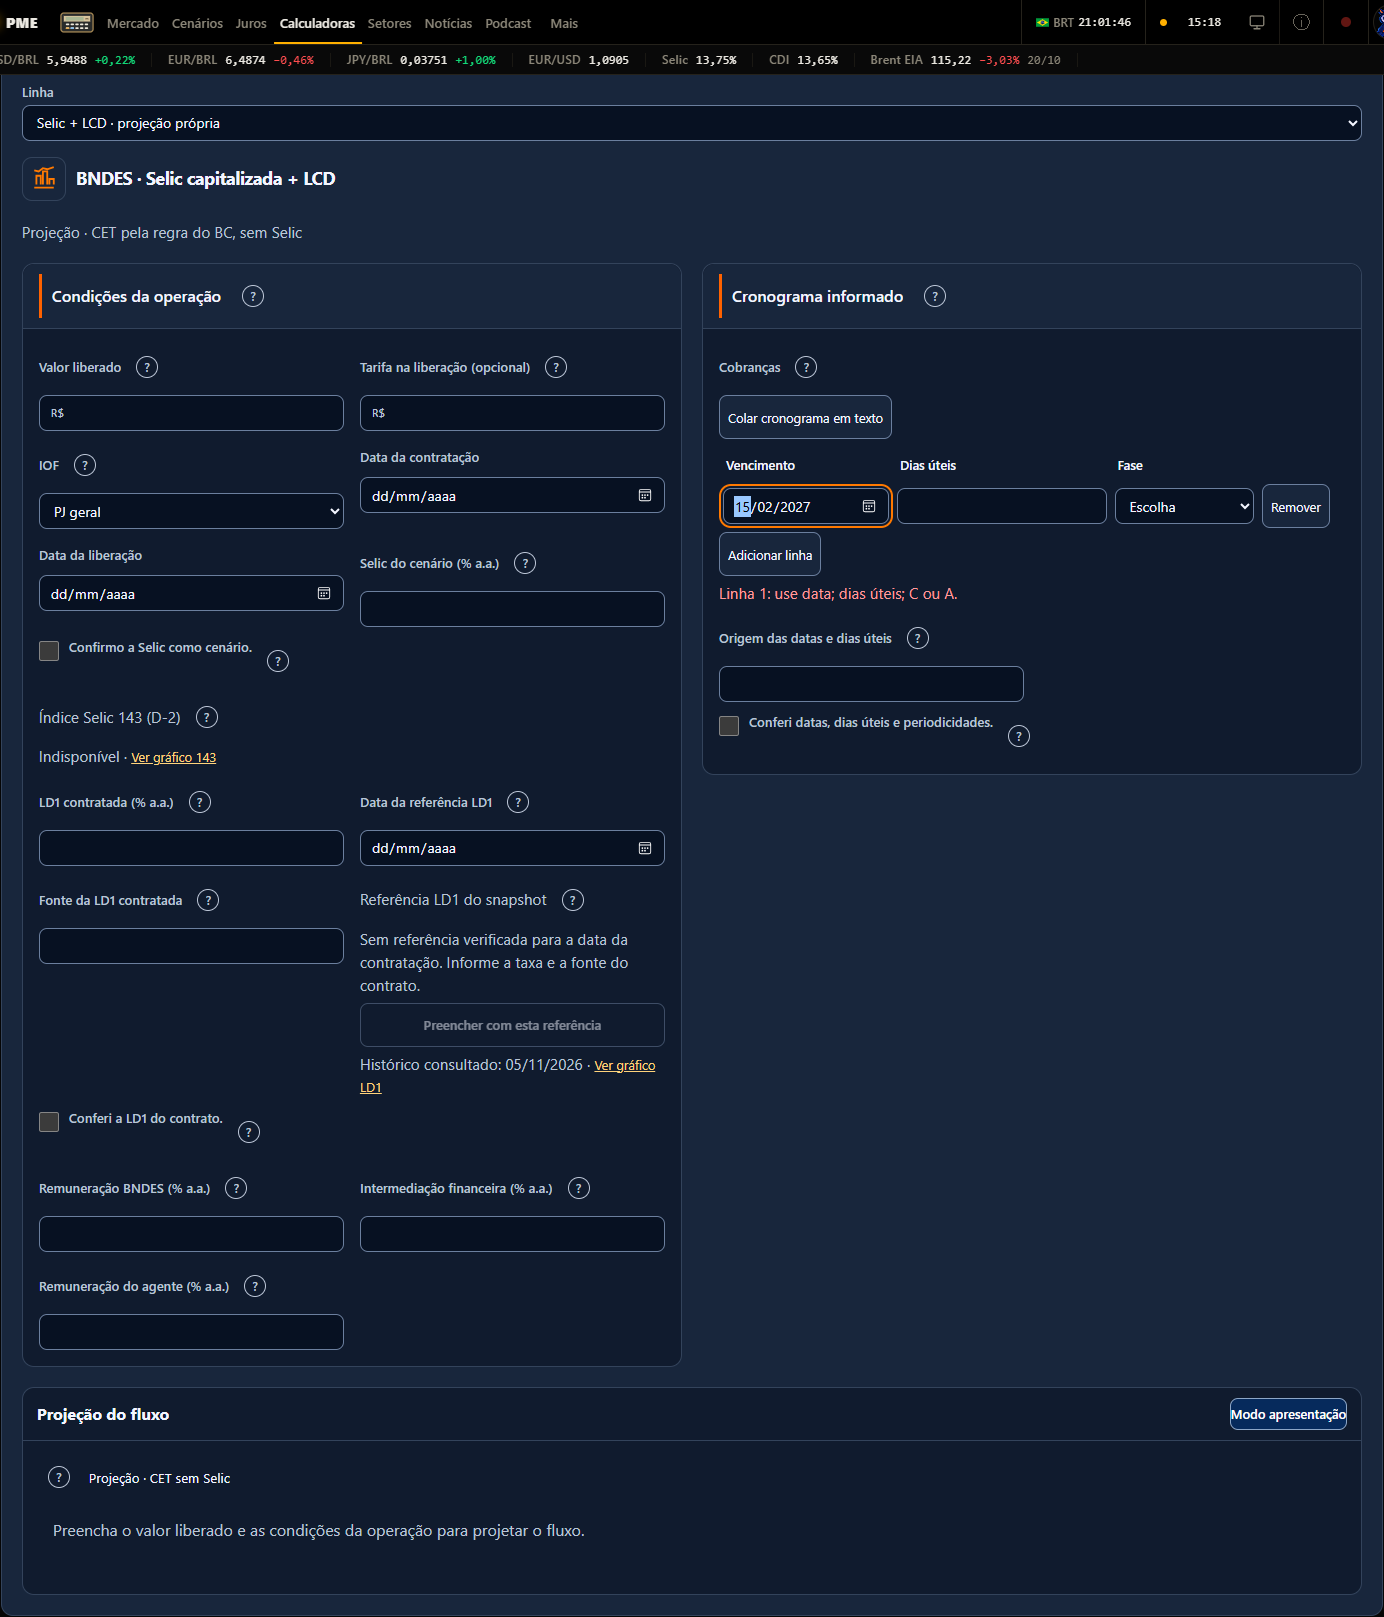 PME Mercado Cenários Juros Calculadoras Setores Notícias Podcast Mais BRT 21:01:46 15:18
SD/BRL 5,9488 +0,22% EUR/BRL 6,4874 −0,46% JPY/BRL 0,03751 +1,00% EUR/USD 1,0905 Selic 13,75% CDI 13,65% Brent EIA 115,22 −3,03% 20/10
Linha
Selic + LCD · projeção própria
BNDES · Selic capitalizada + LCD
Projeção · CET pela regra do BC, sem Selic
Condições da operação ?
Valor liberado ? Tarifa na liberação (opcional) ?
R$ R$
IOF ? Data da contratação
PJ geral dd/mm/aaaa
Data da liberação Selic do cenário (% a.a.) ?
dd/mm/aaaa
Confirmo a Selic como cenário. ?
Índice Selic 143 (D-2) ?
Indisponível · Ver gráfico 143
LD1 contratada (% a.a.) ? Data da referência LD1 ?
dd/mm/aaaa
Fonte da LD1 contratada ? Referência LD1 do snapshot ?
Sem referência verificada para a data da
contratação. Informe a taxa e a fonte do
contrato.
Preencher com esta referência
Histórico consultado: 05/11/2026 · Ver gráfico
LD1
Conferi a LD1 do contrato. ?
Remuneração BNDES (% a.a.) ? Intermediação financeira (% a.a.) ?
Remuneração do agente (% a.a.) ?
Cronograma informado ?
Cobranças ?
Colar cronograma em texto
Vencimento Dias úteis Fase
15/02/2027 Escolha Remover
Adicionar linha
Linha 1: use data; dias úteis; C ou A.
Origem das datas e dias úteis ?
Conferi datas, dias úteis e periodicidades. ?
Projeção do fluxo Modo apresentação
? Projeção · CET sem Selic
Preencha o valor liberado e as condições da operação para projetar o fluxo.